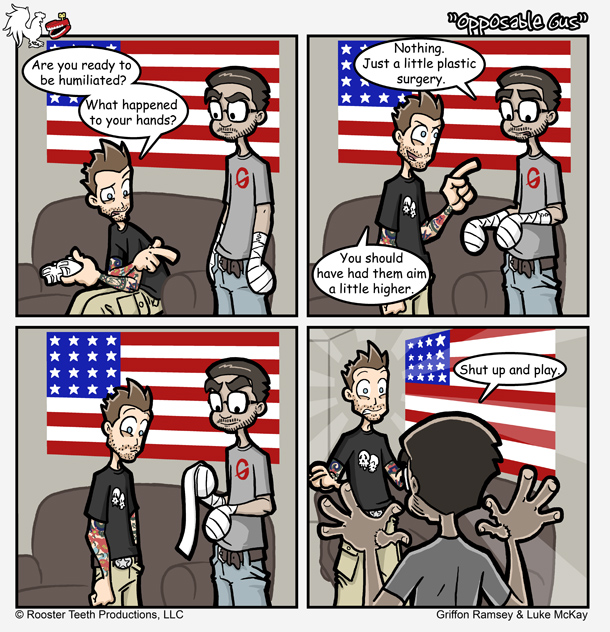 "Opposable Gus"
Are you ready to
be humiliated?
What happened
to your hands?
G
Nothing.
Just a little plastic
surgery.
You should
have had them aim
a little higher.
G
G
Shut up and play.
© Rooster Teeth Productions, LLC
Griffon Ramsey & Luke McKay